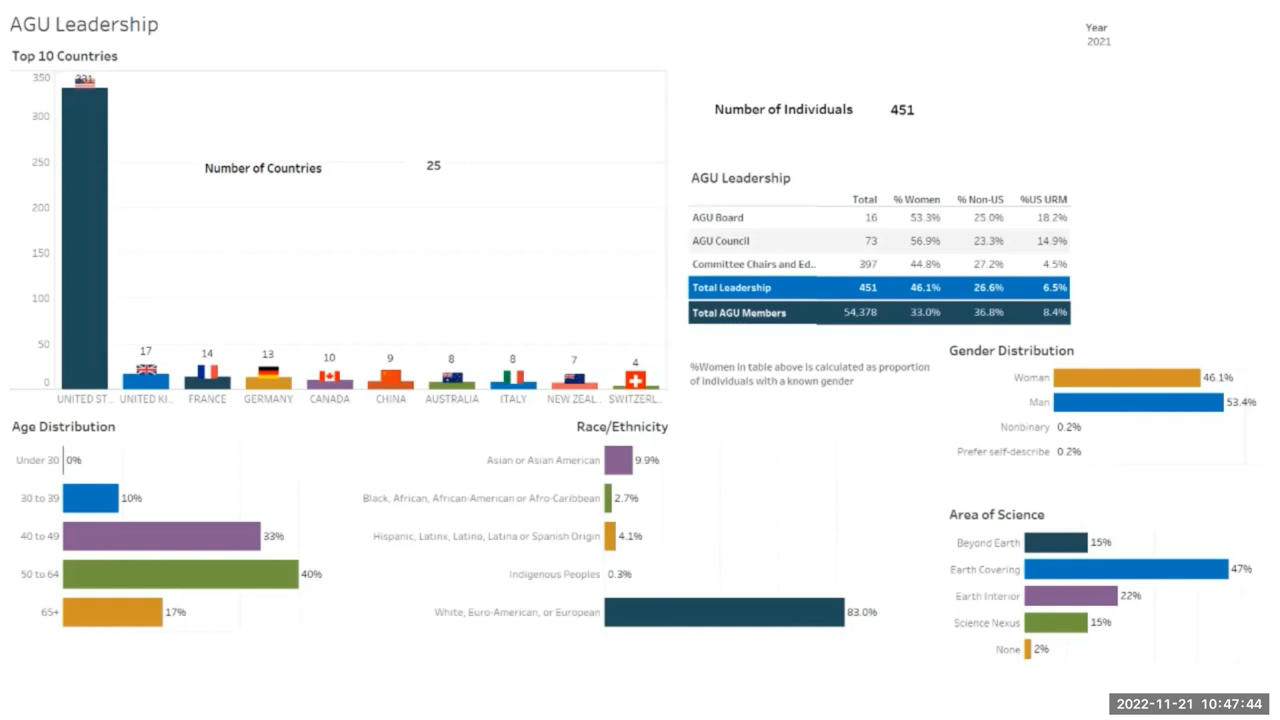 AGU Leadership
Year
2021
Top 10 Countries
350
300
250
200
150
100
50
0
331
17
14
13
10
9
8
8
7
4
Number of Countries 25
UNITED ST.. UNITED KI.. FRANCE GERMANY CANADA CHINA AUSTRALIA ITALY NEW ZEAL.. SWITZERL..
Number of Individuals 451
AGU Leadership
Total % Women % Non-US %US URM
AGU Board 16 53.3% 25.0% 18.2%
AGU Council 73 56.9% 23.3% 14.9%
Committee Chairs and Ed.. 397 44.8% 27.2% 4.5%
Total Leadership 451 46.1% 26.6% 6.5%
Total AGU Members 54,378 33.0% 36.8% 8.4%
%Women in table above is calculated as proportion
of individuals with a known gender
Gender Distribution
Woman 46.1%
Man 53.4%
Nonbinary 0.2%
Prefer self-describe 0.2%
Age Distribution
Under 30 0%
30 to 39 10%
40 to 49 33%
50 to 64 40%
65+ 17%
Race/Ethnicity
Asian or Asian American 9.9%
Black, African, African-American or Afro-Caribbean 2.7%
Hispanic, Latinx, Latino, Latina or Spanish Origin 4.1%
Indigenous Peoples 0.3%
White, Euro-American, or European 83.0%
Area of Science
Beyond Earth 15%
Earth Covering 47%
Earth Interior 22%
Science Nexus 15%
None 2%
2022-11-21 10:47:44